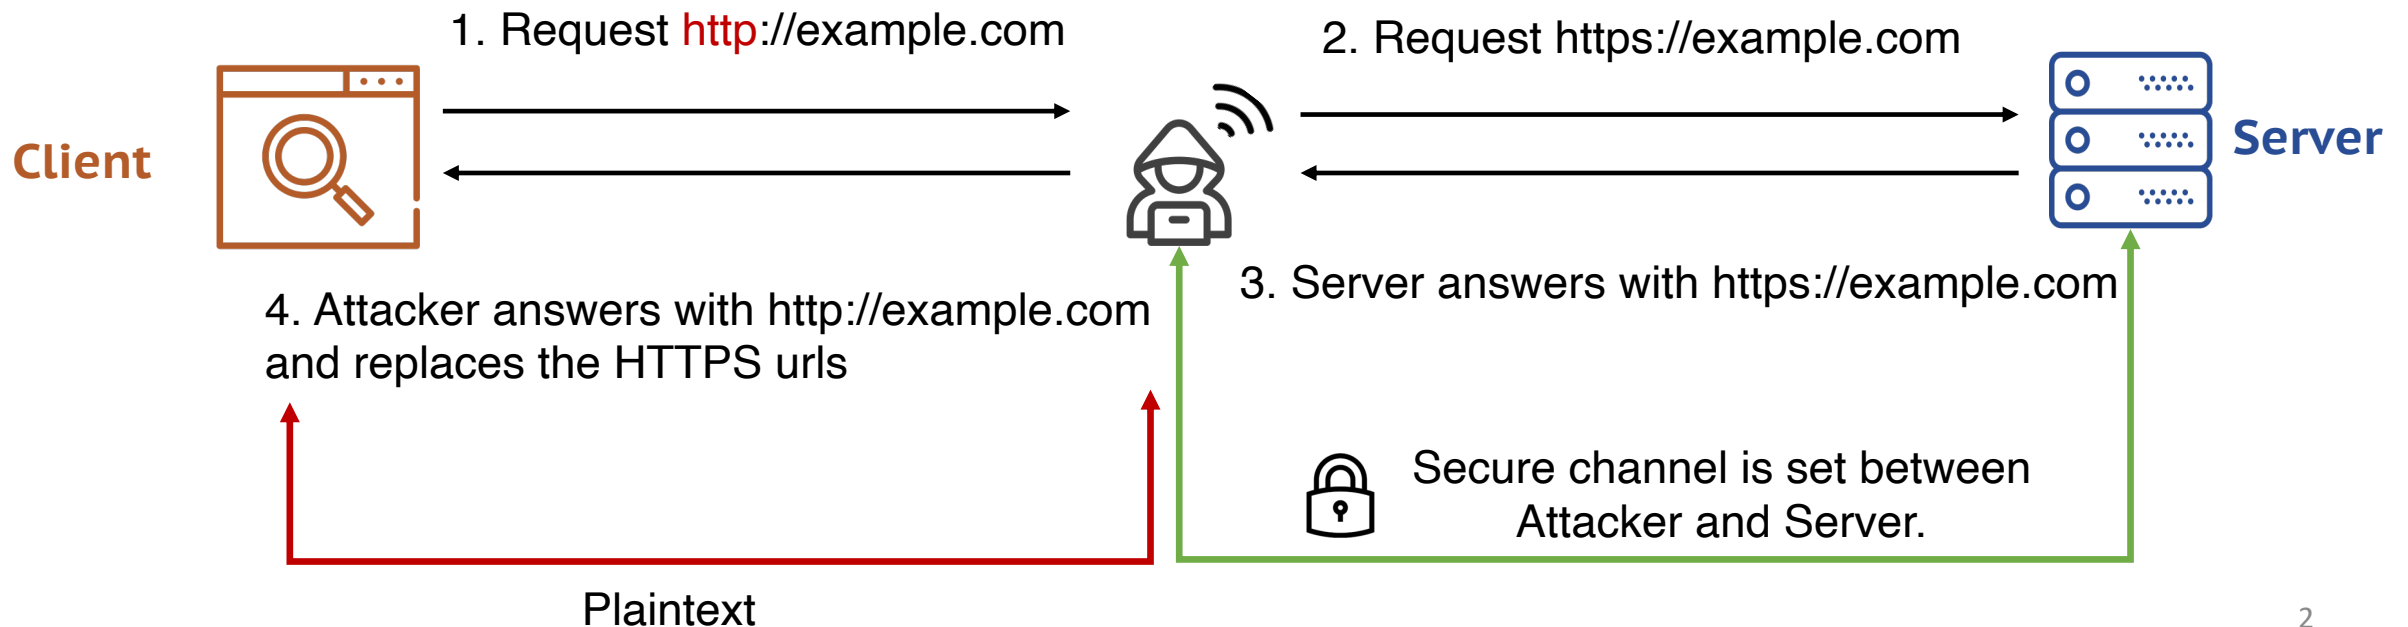 1. Request http://example.com
2. Request https://example.com
Client
Server
3. Server answers with https://example.com
4. Attacker answers with http://example.com
and replaces the HTTPS urls
Secure channel is set between
Attacker and Server.
Plaintext
2